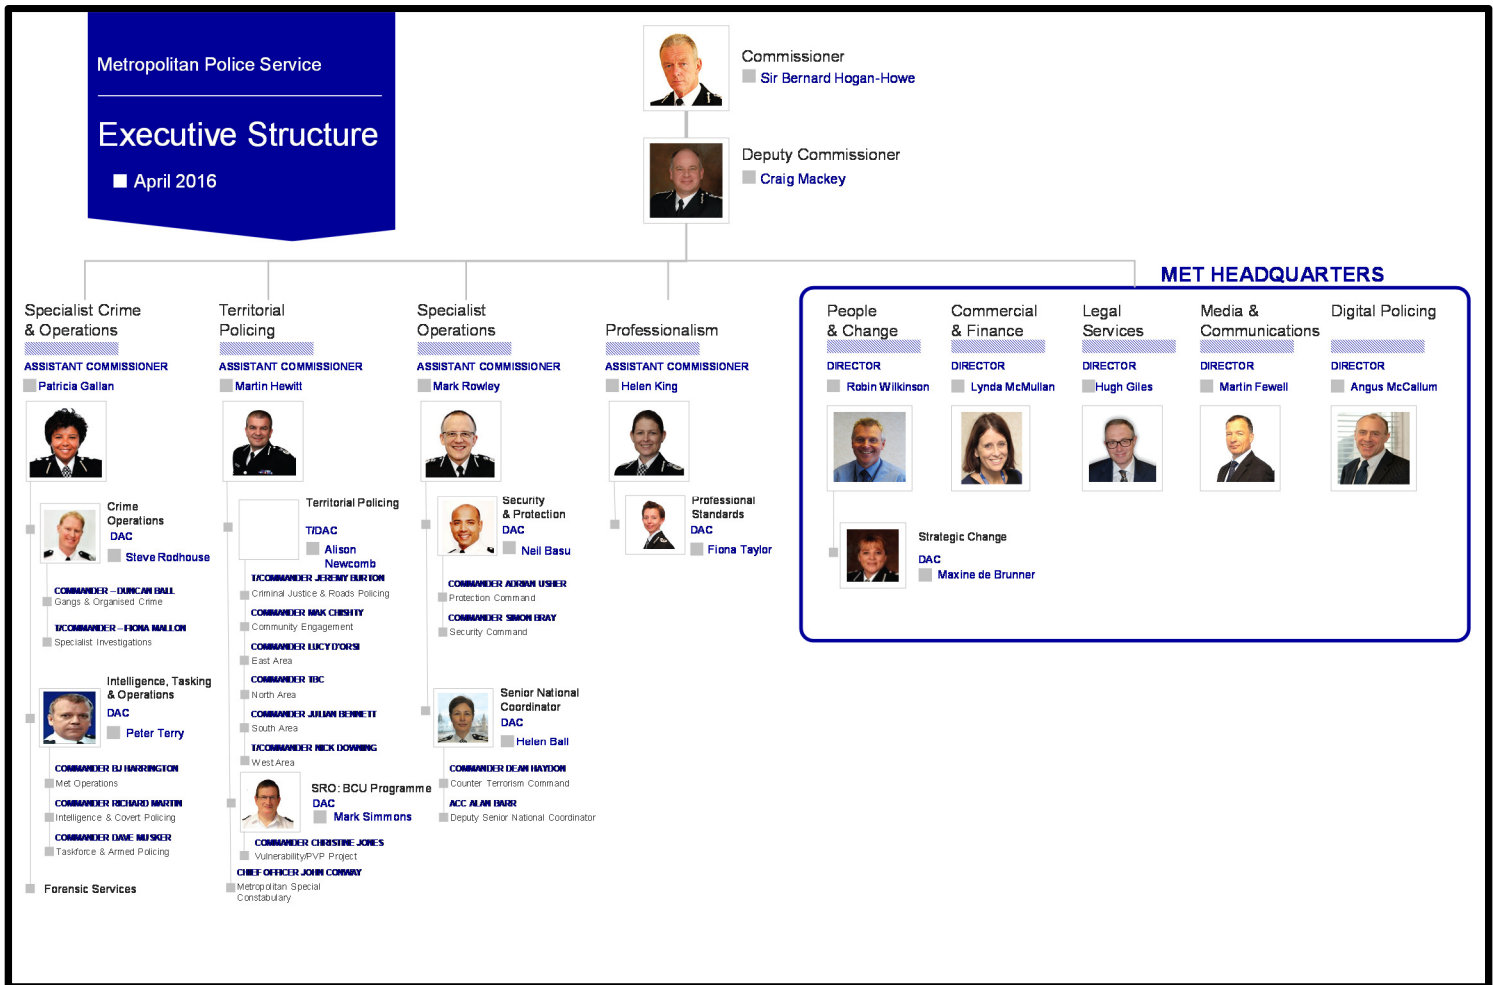 Metropolitan Police Service
Executive Structure
April 2016
Commissioner
Sir Bernard Hogan-Howe
Deputy Commissioner
Craig Mackey
MET HEADQUARTERS
Specialist Crime
& Operations
ASSISTANT COMMISSIONER
Patricia Gallan
Crime
Operations
DAC
Steve Rodhouse
COMMANDER – DUNCAN BALL
Gangs & Organised Crime
T/COMMANDER – FIONA MALLON
Specialist Investigations
Intelligence, Tasking
& Operations
DAC
Peter Terry
COMMANDER BJ HARRINGTON
Met Operations
COMMANDER RICHARD MARTIN
Intelligence & Covert Policing
COMMANDER DAVE MUSKER
Taskforce & Armed Policing
Forensic Services
Territorial
Policing
ASSISTANT COMMISSIONER
Martin Hewitt
Territorial Policing
T/DAC
Alison
Newcomb
T/COMMANDER JEREMY BURTON
Criminal Justice & Roads Policing
COMMANDER MAK CHISHTY
Community Engagement
COMMANDER LUCY D'ORSI
East Area
COMMANDER TBC
North Area
COMMANDER JULIAN BENNETT
South Area
T/COMMANDER NICK DOWNING
West Area
SRO: BCU Programme
DAC
Mark Simmons
COMMANDER CHRISTINE JONES
Vulnerability/PVP Project
CHIEF OFFICER JOHN CONWAY
Metropolitan Special
Constabulary
Specialist
Operations
ASSISTANT COMMISSIONER
Mark Rowley
Security
& Protection
DAC
Neil Basu
COMMANDER ADRIAN USHER
Protection Command
COMMANDER SIMON BRAY
Security Command
Senior National
Coordinator
DAC
Helen Ball
COMMANDER DEAN HAYDON
Counter Terrorism Command
ACC ALAN BARR
Deputy Senior National Coordinator
Professionalism
ASSISTANT COMMISSIONER
Helen King
Professional
Standards
DAC
Fiona Taylor
People
& Change
DIRECTOR
Robin Wilkinson
Strategic Change
DAC
Maxine de Brunner
Commercial
& Finance
DIRECTOR
Lynda McMullan
Legal
Services
DIRECTOR
Hugh Giles
Media &
Communications
DIRECTOR
Martin Fewell
Digital Policing
DIRECTOR
Angus McCallum